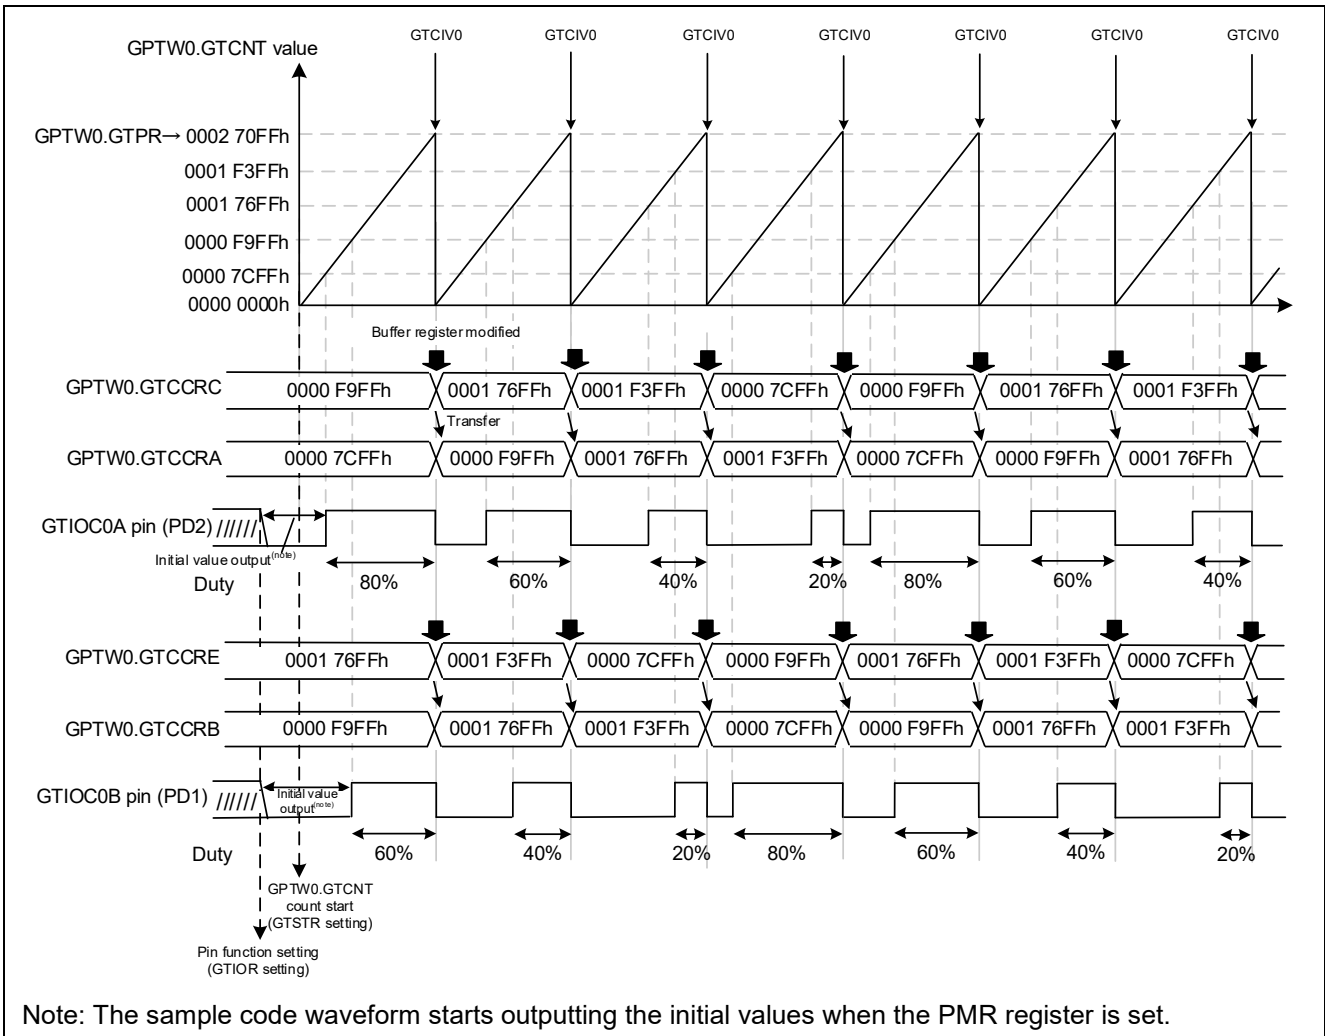 GTCIV0 GTCIV0 GTCIV0 GTCIV0 GTCIV0 GTCIV0 GTCIV0
GPTW0.GTCNT value
GPTW0.GTPR→ 0002 70FFh
0001 F3FFh
0001 76FFh
0000 F9FFh
0000 7CFFh
0000 0000h
Buffer register modified
GPTW0.GTCCRC 0000 F9FFh 0001 76FFh 0001 F3FFh 0000 7CFFh 0000 F9FFh 0001 76FFh 0001 F3FFh
Transfer
GPTW0.GTCCRA 0000 7CFFh 0000 F9FFh 0001 76FFh 0001 F3FFh 0000 7CFFh 0000 F9FFh 0001 76FFh
GTIOC0A pin (PD2)
Initial value output(note)
Duty 80% 60% 40% 20% 80% 60% 40%
GPTW0.GTCCRE 0001 76FFh 0001 F3FFh 0000 7CFFh 0000 F9FFh 0001 76FFh 0001 F3FFh 0000 7CFFh
GPTW0.GTCCRB 0000 F9FFh 0001 76FFh 0001 F3FFh 0000 7CFFh 0000 F9FFh 0001 76FFh 0001 F3FFh
GTIOC0B pin (PD1)
Initial value
output(note)
Duty 60% 40% 20% 80% 60% 40% 20%
GPTW0.GTCNT
count start
(GTSTR setting)
Pin function setting
(GTIOR setting)
Note: The sample code waveform starts outputting the initial values when the PMR register is set.